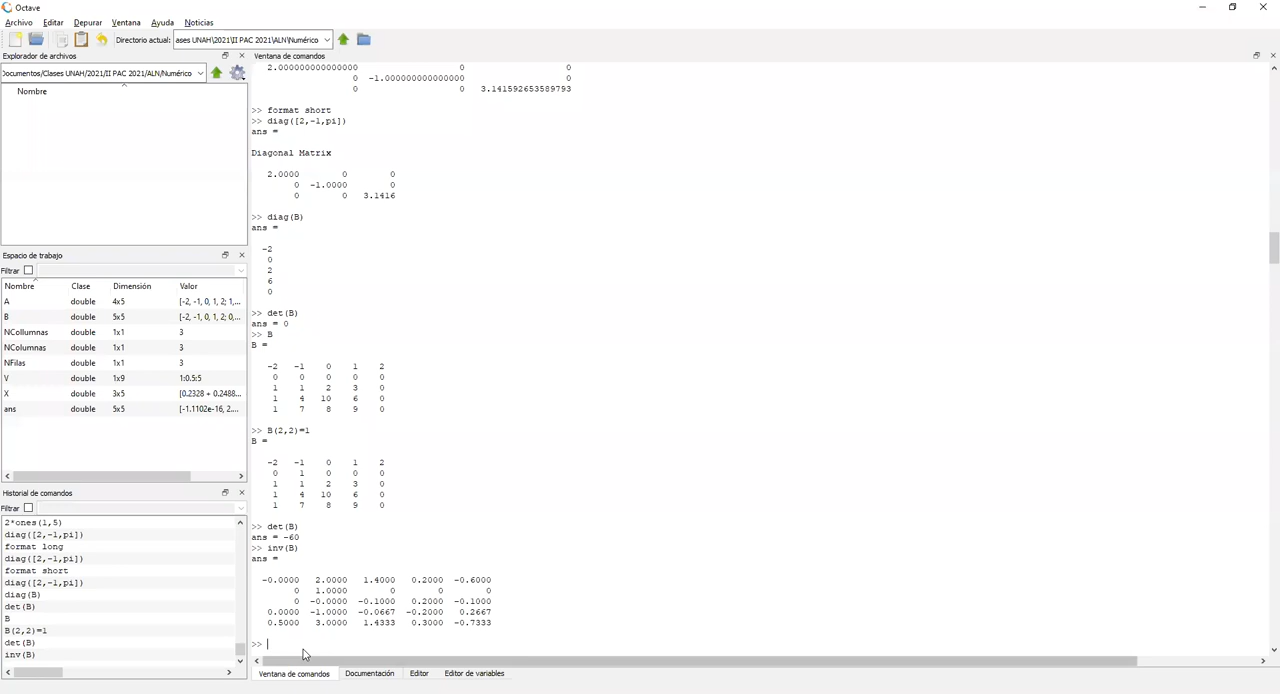 Octave
Archivo Editar Depurar Ventana Ayuda Noticias
Directorio actual: ases UNAH\2021\II PAC 2021\ALN\Numérico
Explorador de archivos
Documentos/Clases UNAH/2021/II PAC 2021/ALN/Numérico
Nombre
Espacio de trabajo
Filtrar
Nombre Clase Dimensión Valor
A double 4x5 [-2, -1, 0, 1, 2; 1,...
B double 5x5 [-2, -1, 0, 1, 2; 0,...
NCollumnas double 1x1 3
NColumnas double 1x1 3
NFilas double 1x1 3
V double 1x9 1:0.5:5
X double 3x5 [0.2328 + 0.2488...
ans double 5x5 [-1.1102e-16, 2....
Historial de comandos
Filtrar
2*ones(1,5)
diag([2,-1,pi])
format long
diag([2,-1,pi])
format short
diag([2,-1,pi])
diag(B)
det(B)
B
B(2,2)=1
det(B)
inv(B)
Ventana de comandos
2.000000000000000 0 0
0 -1.000000000000000 0
0 0 3.141592653589793
>> format short
>> diag([2,-1,pi])
ans =
Diagonal Matrix
2.0000 0 0
0 -1.0000 0
0 0 3.1416
>> diag(B)
ans =
-2
0
2
6
0
>> det(B)
ans = 0
>> B
B =
-2 -1 0 1 2
0 0 0 0 0
1 1 2 3 0
1 4 10 6 0
1 7 8 9 0
>> B(2,2)=1
B =
-2 -1 0 1 2
0 1 0 0 0
1 1 2 3 0
1 4 10 6 0
1 7 8 9 0
>> det(B)
ans = -60
>> inv(B)
ans =
-0.0000 2.0000 1.4000 0.2000 -0.6000
0 1.0000 0 0 0
0 -0.0000 -0.1000 0.2000 -0.1000
0.0000 -1.0000 -0.0667 -0.2000 0.2667
0.5000 3.0000 1.4333 0.3000 -0.7333
>>
Ventana de comandos Documentación Editor Editor de variables